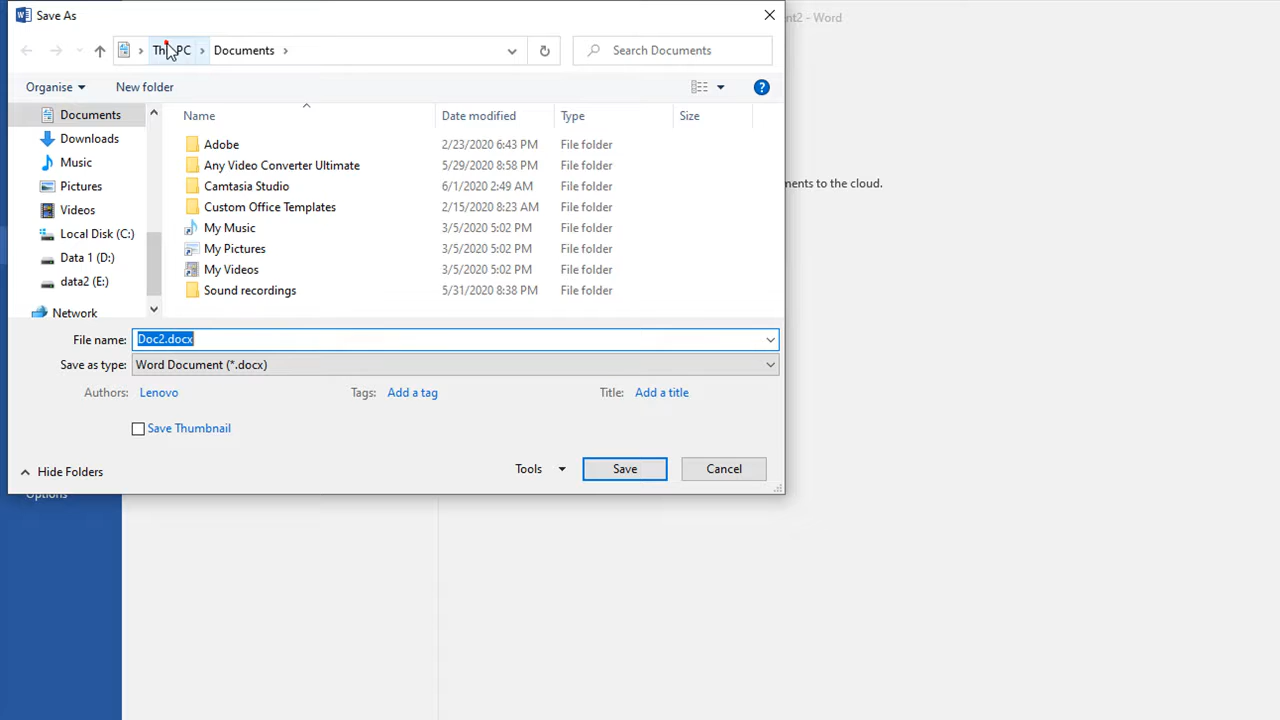 Save As
nt2 - Word
This PC > Documents >
Search Documents
Organise
New folder
Documents
Downloads
Music
Pictures
Videos
Local Disk (C:)
Data 1 (D:)
data2 (E:)
Network
Name Date modified Type Size
Adobe 2/23/2020 6:43 PM File folder
Any Video Converter Ultimate 5/29/2020 8:58 PM File folder
Camtasia Studio 6/1/2020 2:49 AM File folder
Custom Office Templates 2/15/2020 8:23 AM File folder
My Music 3/5/2020 5:02 PM File folder
My Pictures 3/5/2020 5:02 PM File folder
My Videos 3/5/2020 5:02 PM File folder
Sound recordings 5/31/2020 8:38 PM File folder
ments to the cloud.
File name: Doc2.docx
Save as type: Word Document (*.docx)
Authors: Lenovo Tags: Add a tag Title: Add a title
Save Thumbnail
Hide Folders
Tools Save Cancel
Options